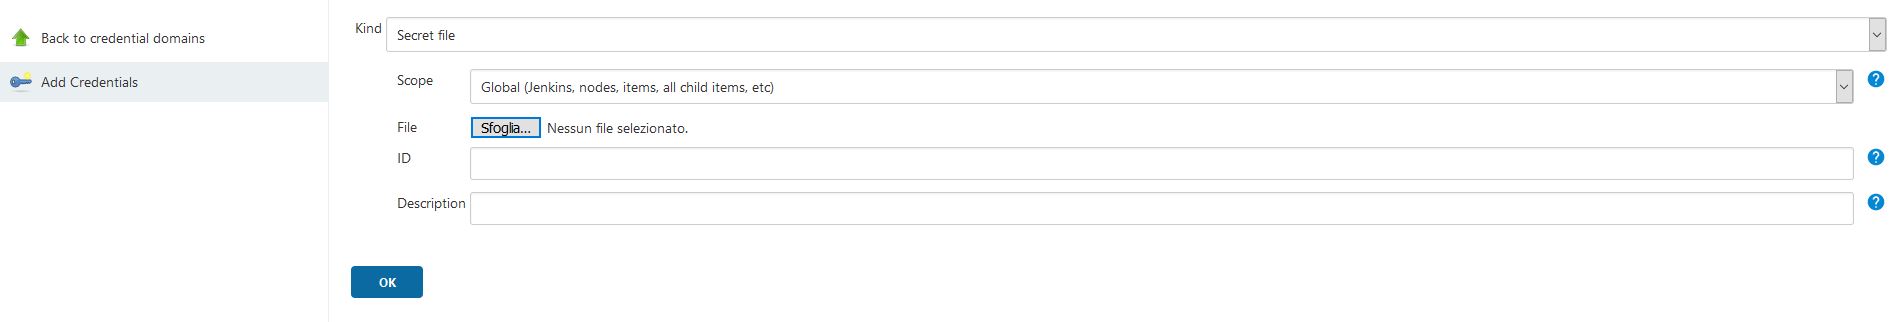 Back to credential domains
Add Credentials
Kind
Secret file
Scope
Global (Jenkins, nodes, items, all child items, etc)
?
File
Sfoglia...
Nessun file selezionato.
ID
?
Description
?
OK